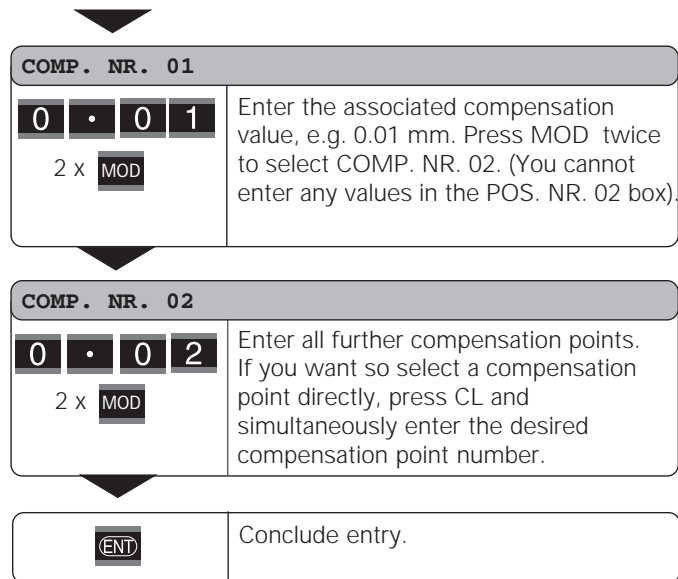 COMP. NR. 01
0 • 0 1
2 x MOD
Enter the associated compensation
value, e.g. 0.01 mm. Press MOD twice
to select COMP. NR. 02. (You cannot
enter any values in the POS. NR. 02 box).
COMP. NR. 02
0 • 0 2
2 x MOD
Enter all further compensation points.
If you want so select a compensation
point directly, press CL and
simultaneously enter the desired
compensation point number.
ENT
Conclude entry.